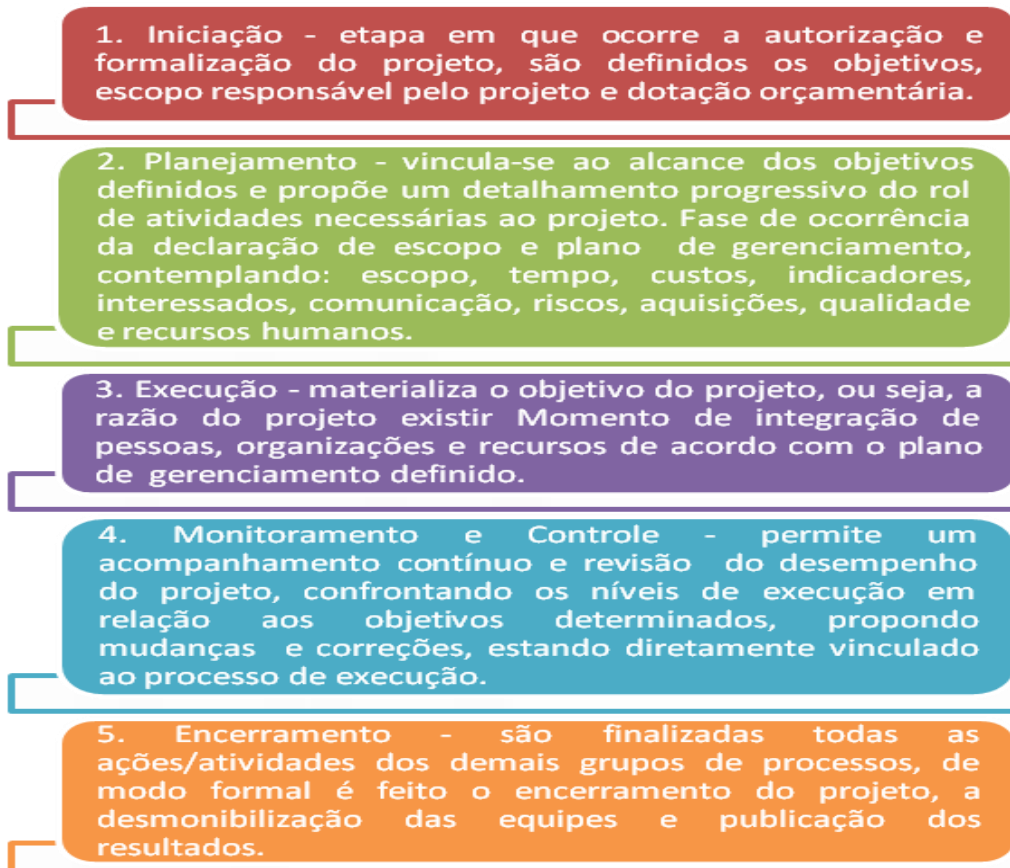 1. Iniciação - etapa em que ocorre a autorização e
formalização do projeto, são definidos os objetivos,
escopo responsável pelo projeto e dotação orçamentária.
2. Planejamento - vincula-se ao alcance dos objetivos
definidos e propõe um detalhamento progressivo do rol
de atividades necessárias ao projeto. Fase de ocorrência
da declaração de escopo e plano de gerenciamento,
contemplando: escopo, tempo, custos, indicadores,
interessados, comunicação, riscos, aquisições, qualidade
e recursos humanos.
3. Execução - materializa o objetivo do projeto, ou seja, a
razão do projeto existir Momento de integração de
pessoas, organizações e recursos de acordo com o plano
de gerenciamento definido.
4. Monitoramento e Controle - permite um
acompanhamento contínuo e revisão do desempenho
do projeto, confrontando os níveis de execução em
relação aos objetivos determinados, propondo
mudanças e correções, estando diretamente vinculado
ao processo de execução.
5. Encerramento - são finalizadas todas as
ações/atividades dos demais grupos de processos, de
modo formal é feito o encerramento do projeto, a
desmonibilização das equipes e publicação dos
resultados.